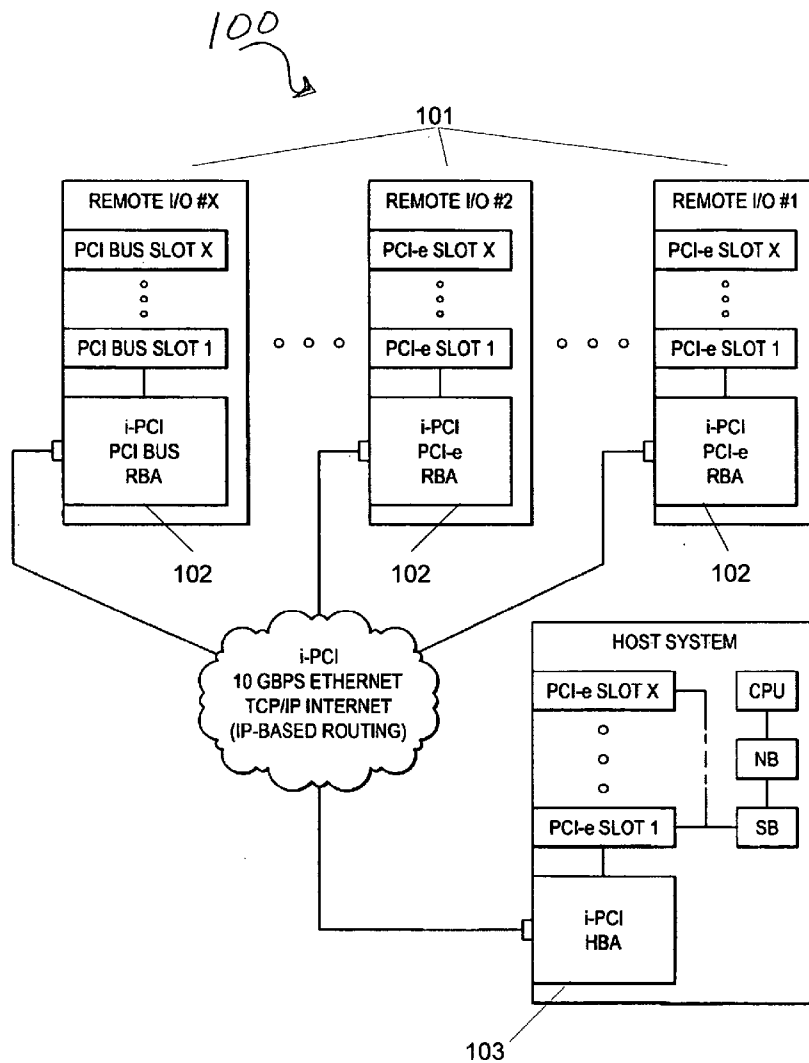 100
101
REMOTE I/O #X
PCI BUS SLOT X
PCI BUS SLOT 1
i-PCI
PCI BUS
RBA
102
REMOTE I/O #2
PCI-e SLOT X
PCI-e SLOT 1
i-PCI
PCI-e
RBA
102
REMOTE I/O #1
PCI-e SLOT X
PCI-e SLOT 1
i-PCI
PCI-e
RBA
102
i-PCI
10 GBPS ETHERNET
TCP/IP INTERNET
(IP-BASED ROUTING)
HOST SYSTEM
PCI-e SLOT X
CPU
NB
PCI-e SLOT 1
SB
i-PCI
HBA
103